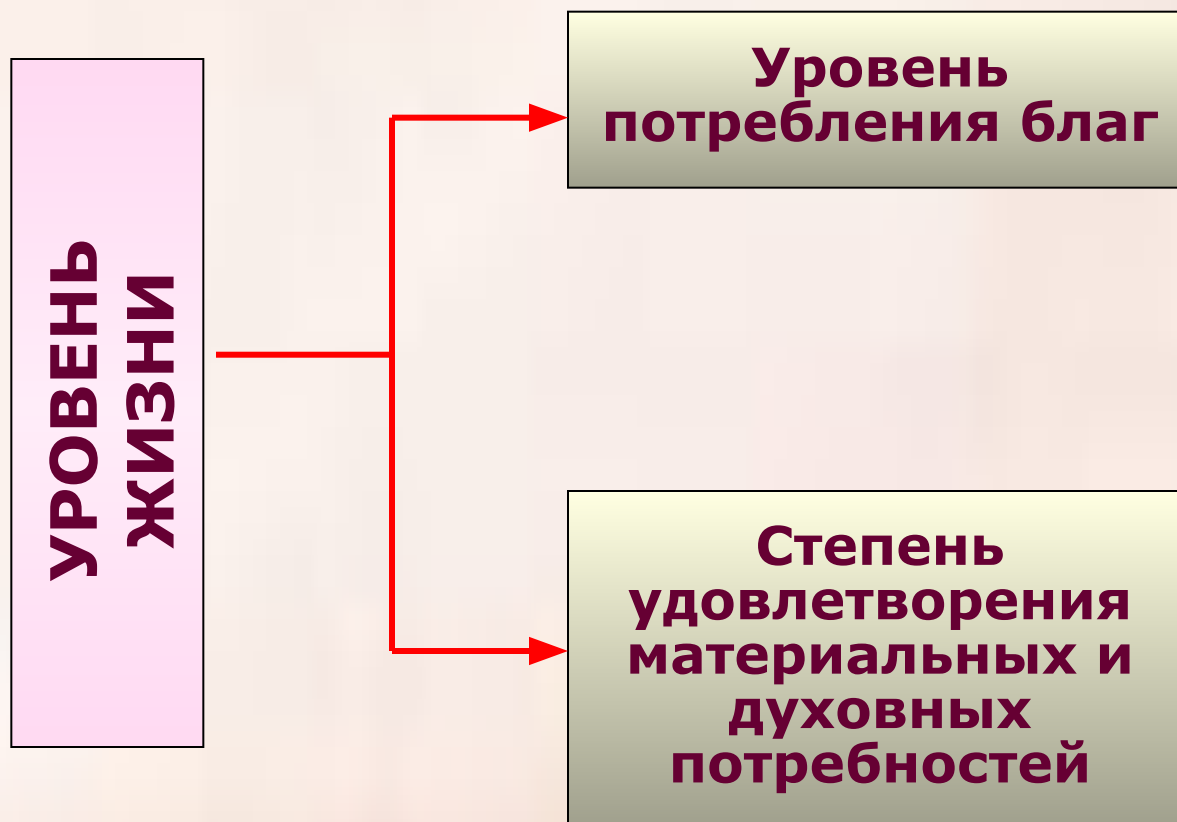 УРОВЕНЬ
ЖИЗНИ
Уровень
потребления благ
Степень
удовлетворения
материальных и
духовных
потребностей